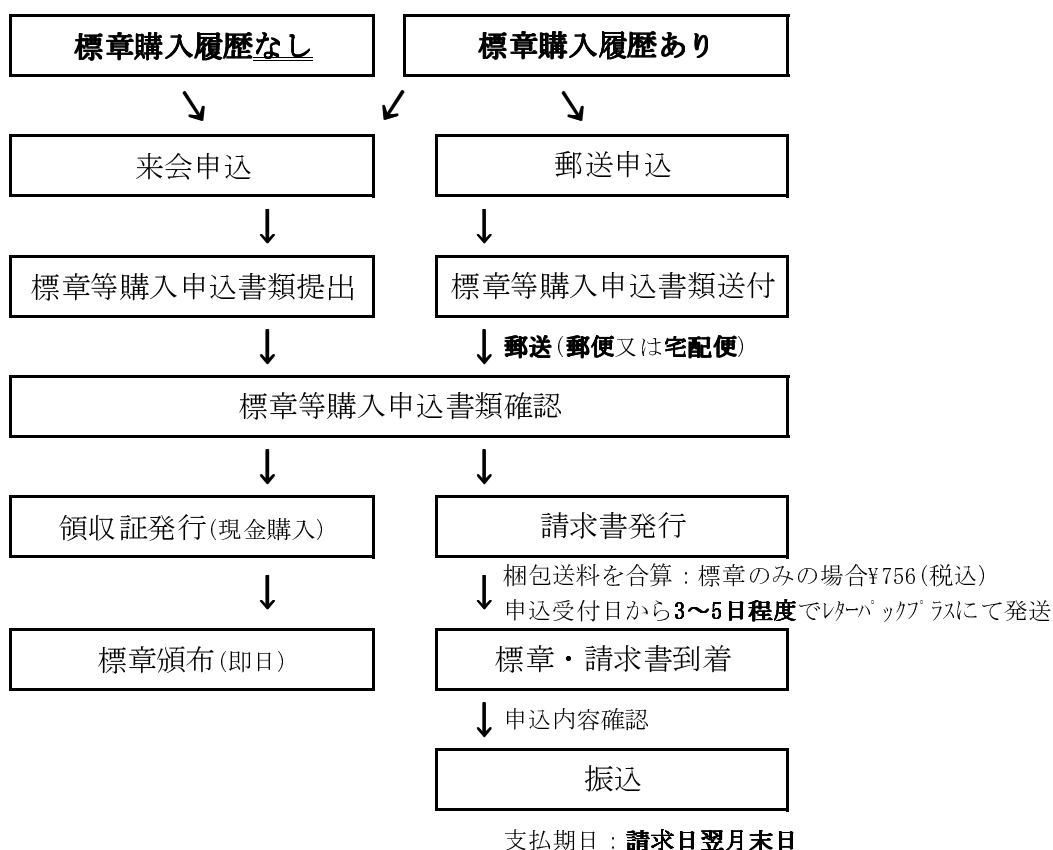 標章購入履歴なし
標章購入履歴あり
来会申込
郵送申込
標章等購入申込書類提出
標章等購入申込書類送付
郵送(郵便又は宅配便)
標章等購入申込書類確認
領収証発行(現金購入)
請求書発行
梱包送料を合算：標章のみの場合¥756(税込)
申込受付日から3～5日程度でﾚﾀｰﾊﾟｯｸﾌﾟﾗｽにて発送
標章頒布(即日)
標章・請求書到着
申込内容確認
振込
支払期日：請求日翌月末日